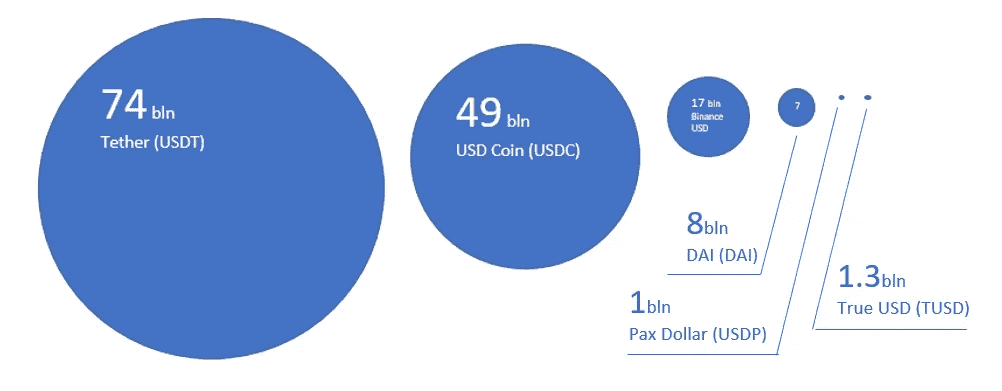 74 bln
Tether (USDT)
49 bln
USD Coin (USDC)
17 bln
Binance
USD
7
8bln
DAI (DAI)
1bln
Pax Dollar (USDP)
1.3bln
True USD (TUSD)